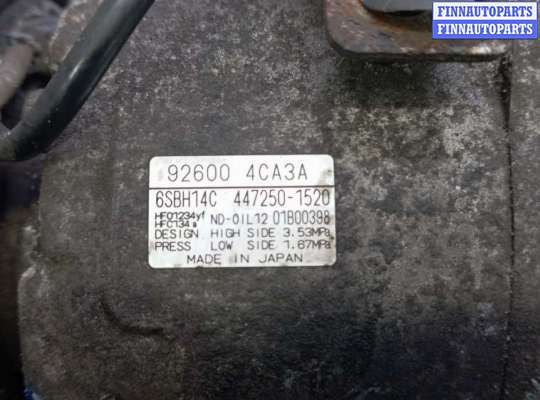 FINNAUTOPARTS
FINNAUTOPARTS
92600 4CA3A
6SBH14C 447250-1520
HFO1234yf
HFC134a ND-OIL12 01B00398
DESIGN HIGH SIDE 3.53MPa
PRESS LOW SIDE 1.67MPa
MADE IN JAPAN